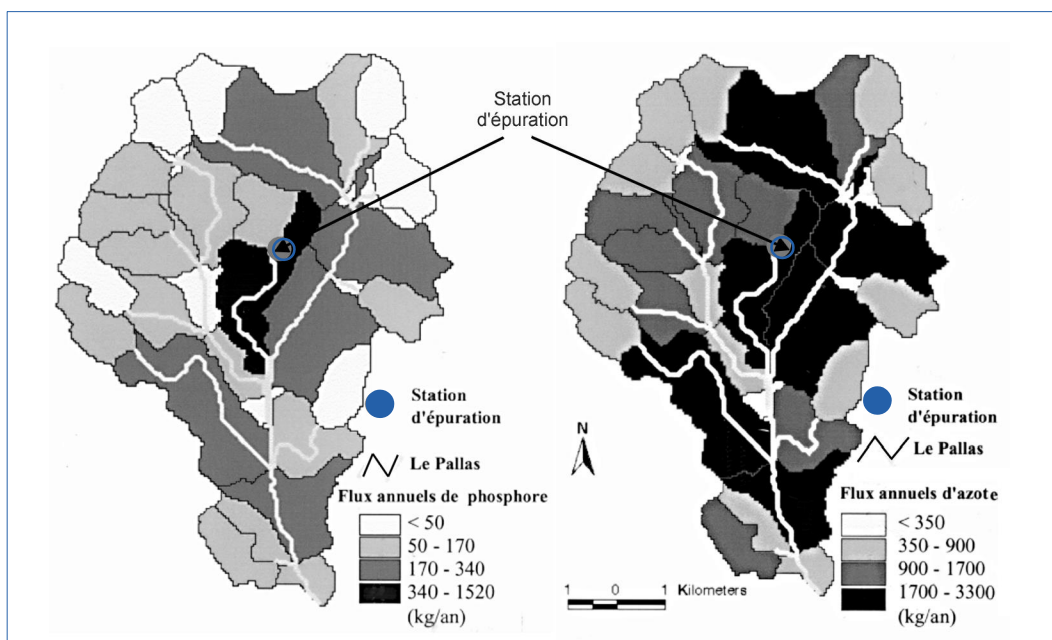 Station
d'épuration
Station
d'épuration
Le Pallas
Flux annuels de phosphore
< 50
50 - 170
170 - 340
340 - 1520
(kg/an)
N
1 0 1 Kilometers
Station
d'épuration
Le Pallas
Flux annuels d'azote
< 350
350 - 900
900 - 1700
1700 - 3300
(kg/an)